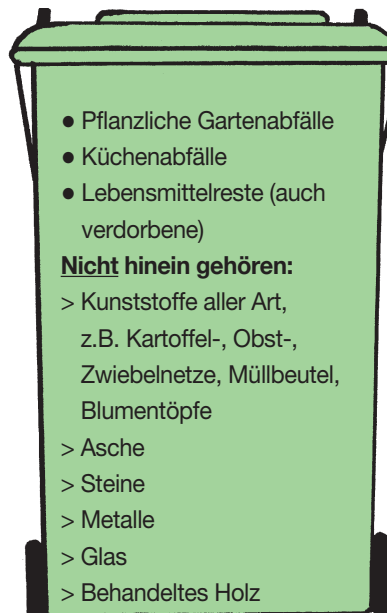 ● Pflanzliche Gartenabfälle
● Küchenabfälle
● Lebensmittelreste (auch
verdorbene)
Nicht hinein gehören:
> Kunststoffe aller Art,
z.B. Kartoffel-, Obst-,
Zwiebelnetze, Müllbeutel,
Blumentöpfe
> Asche
> Steine
> Metalle
> Glas
> Behandeltes Holz